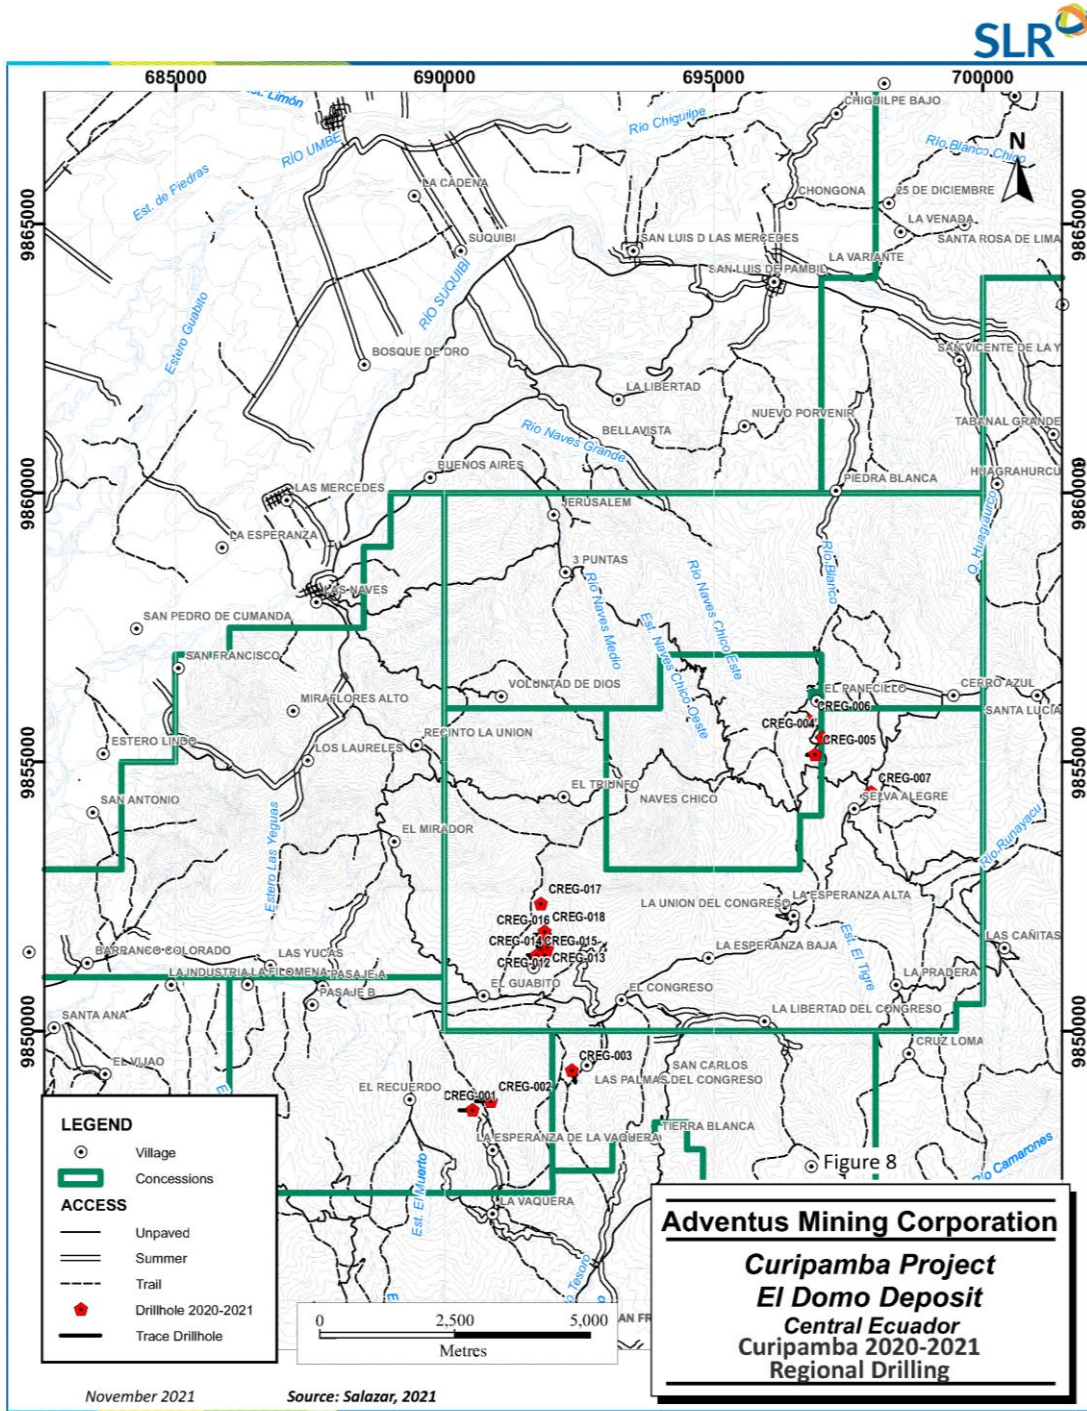 SLR
685000
690000
695000
700000
Est. Limón
RÍO UMBE
Río Chiguilpe
CHIGUILPE BAJO
Río Blanco Chico
N
Est. de Piedras
LA CADENA
CHONGONA
25 DE DICIEMBRE
LA VENADA
9865000
9865000
SUQUIBI
SAN LUIS D LAS MERCEDES
SANTA ROSA DE LIMA
LA VARIANTE
SAN LUIS DE PAMBIL
RÍO SUQUIBI
Estero Guabito
BOSQUE DE ORO
SAN VICENTE DE LA Y
LA LIBERTAD
NUEVO PORVENIR
TABANAL GRANDE
Río Naves Grande
BELLAVISTA
BUENOS AIRES
HUAGRAHURCU
PIEDRA BLANCA
9860000
9860000
LAS MERCEDES
JERUSALEM
Q. Huagraurco
LA ESPERANZA
3 PUNTAS
Río Blanco
LAS NAVES
Río Naves Medio
Río Naves Chico Este
Est. Naves Chico Oeste
SAN PEDRO DE CUMANDA
SAN FRANCISCO
VOLUNTAD DE DIOS
EL PANECILLO
CERRO AZUL
MIRAFLORES ALTO
CREG-006
SANTA LUCIA
CREG-004
RECINTO LA UNION
ESTERO LINDO
LOS LAURELES
CREG-005
9855000
9855000
CREG-007
EL TRIUNFO
NAVES CHICO
SELVA ALEGRE
SAN ANTONIO
EL MIRADOR
Estero Las Yeguas
Río Runayacu
CREG-017
LA ESPERANZA ALTA
LA UNION DEL CONGRESO
CREG-016
CREG-018
CREG-014
CREG-015
LA ESPERANZA BAJA
LAS CAÑITAS
BARRANCO COLORADO
LAS YUCAS
CREG-012
CREG-013
Est. El Tigre
LA INDUSTRIA
LA FILOMENA
PASAJE A
EL GUABITO
EL CONGRESO
LA PRADERA
PASAJE B
LA LIBERTAD DEL CONGRESO
SANTA ANA
9850000
9850000
CRUZ LOMA
EL VIJAO
CREG-003
SAN CARLOS
LAS PALMAS DEL CONGRESO
EL RECUERDO
CREG-002
CREG-001
TIERRA BLANCA
LA ESPERANZA DE LA VAQUERA
Figure 8
Río Camarones
Est. El Muerto
LA VAQUERA
Tesoro
LEGEND
Village
Concessions
ACCESS
Unpaved
Summer
Trail
Drillhole 2020-2021
Trace Drillhole
0 2,500 5,000
Metres
Adventus Mining Corporation
Curipamba Project
El Domo Deposit
Central Ecuador
Curipamba 2020-2021
Regional Drilling
November 2021
Source: Salazar, 2021